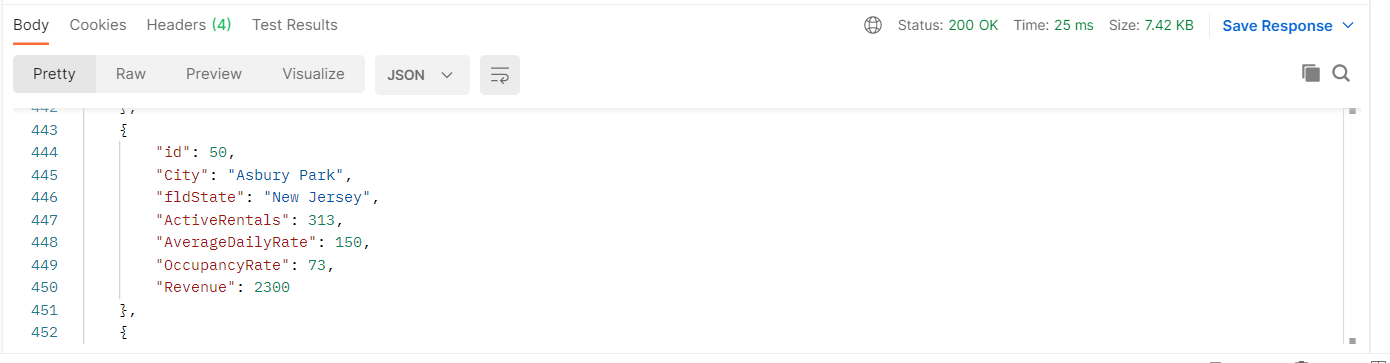 Body Cookies Headers (4) Test Results Status: 200 OK Time: 25 ms Size: 7.42 KB Save Response
Pretty Raw Preview Visualize JSON
442 },
443 {
444 "id": 50,
445 "City": "Asbury Park",
446 "fldState": "New Jersey",
447 "ActiveRentals": 313,
448 "AverageDailyRate": 150,
449 "OccupancyRate": 73,
450 "Revenue": 2300
451 },
452 {